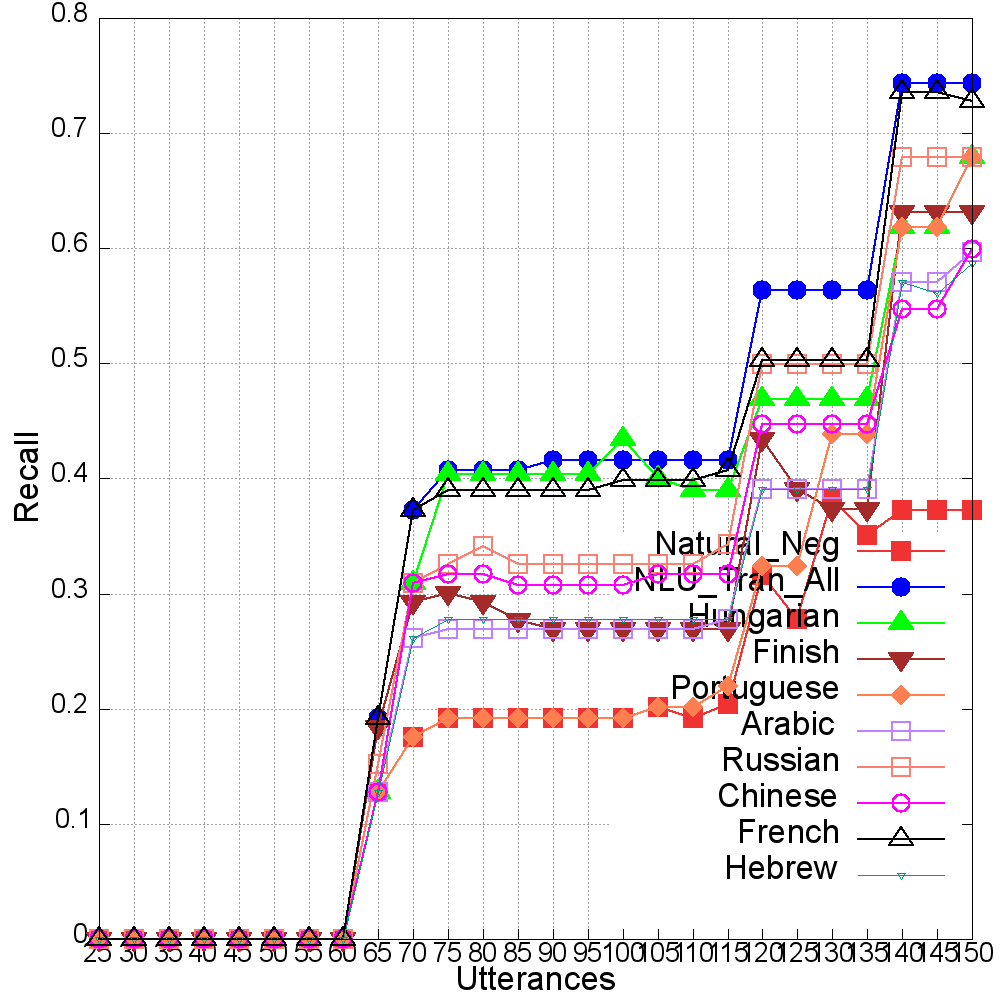 0.8
0.7
0.6
0.5
0.4
0.3
0.2
0.1
0
Recall
Natural_Neg
NLU_Tran_All
Hungarian
Finish
Portuguese
Arabic
Russian
Chinese
French
Hebrew
25 30 35 40 45 50 55 60 65 70 75 80 85 90 95 100 105 110 115 120 125 130 135 140 145 150
Utterances